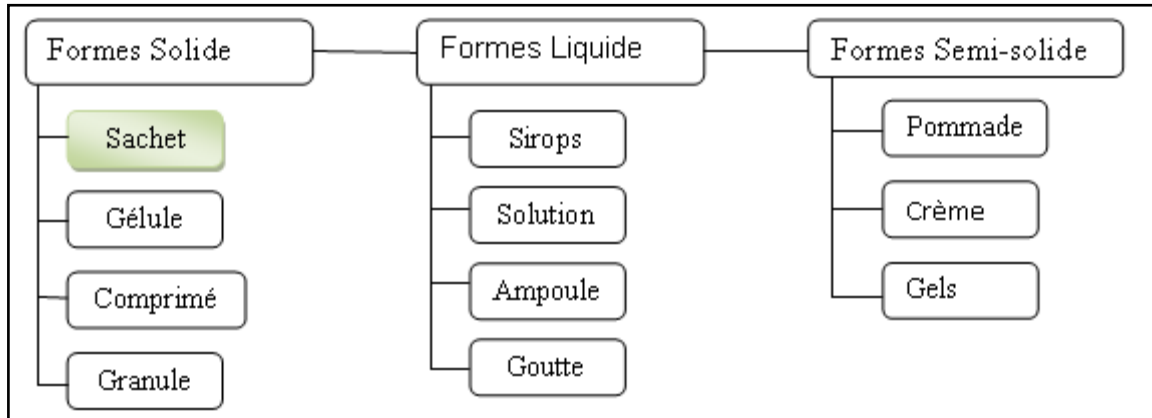 Formes Solide
Sachet
Gélule
Comprimé
Granule
Formes Liquide
Sirops
Solution
Ampoule
Goutte
Formes Semi-solide
Pommade
Crème
Gels